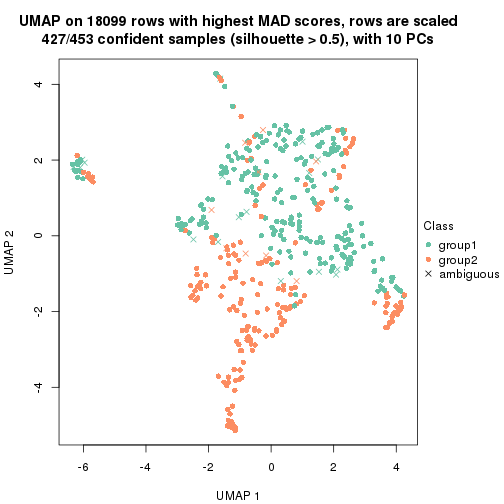 UMAP on 18099 rows with highest MAD scores, rows are scaled
427/453 confident samples (silhouette > 0.5), with 10 PCs
4
2
0
-2
-4
UMAP 2
Class
group1
group2
ambiguous
-6
-4
-2
0
2
4
UMAP 1